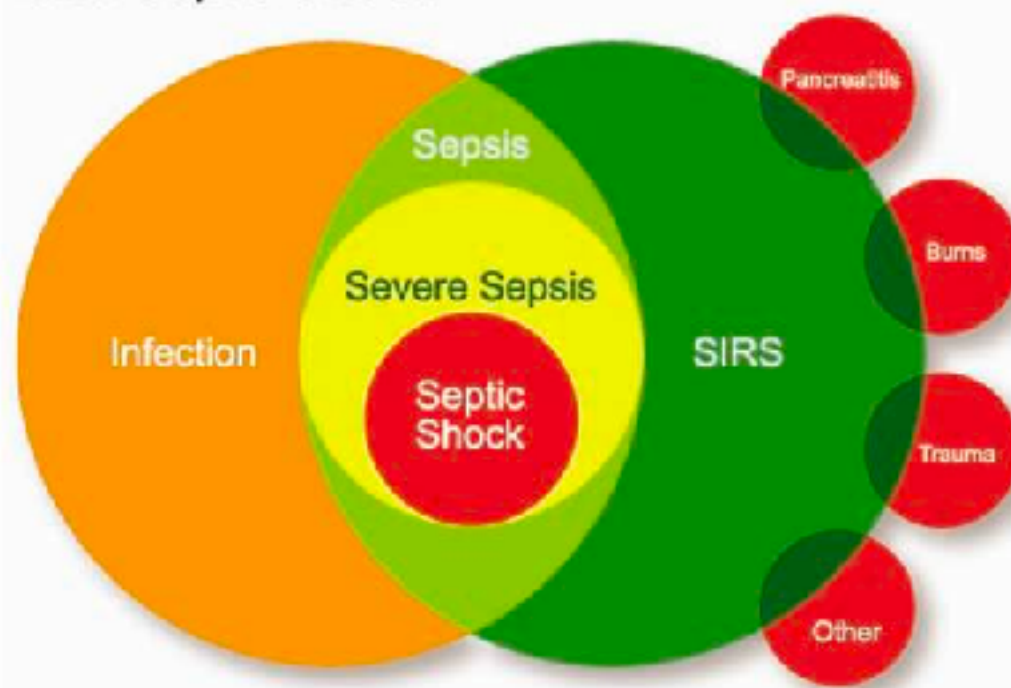 Pancreatitis
Sepsis
Burns
Severe Sepsis
Infection
SIRS
Septic
Shock
Trauma
Other